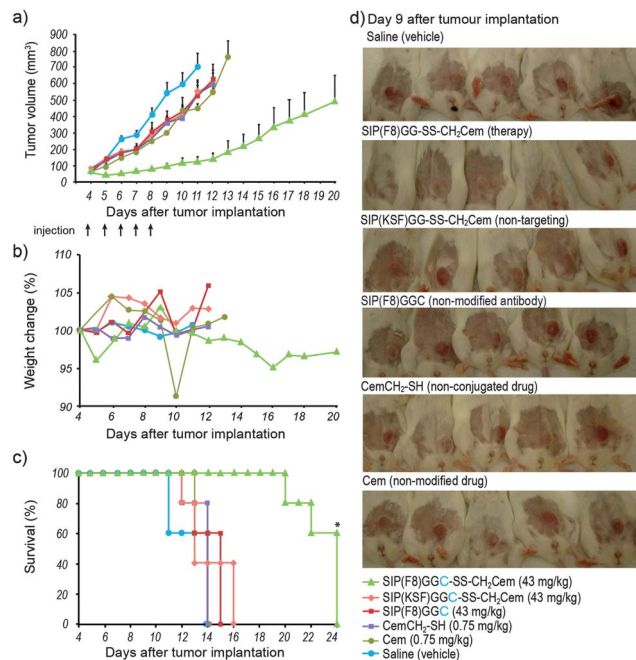 a)
Tumor volume (mm³)
900
800
700
600
500
400
300
200
100
0
4 5 6 7 8 9 10 11 12 13 14 15 16 17 18 19 20
Days after tumor implantation
injection
b)
Weight change (%)
110
105
100
95
90
4 6 8 10 12 14 16 18 20
Days after tumor implantation
c)
Survival (%)
100
80
60
40
20
0
*
4 6 8 10 12 14 16 18 20 22 24
Days after tumor implantation
d) Day 9 after tumour implantation
Saline (vehicle)
SIP(F8)GG-SS-CH₂Cem (therapy)
SIP(KSF)GG-SS-CH₂Cem (non-targeting)
SIP(F8)GGC (non-modified antibody)
CemCH₂-SH (non-conjugated drug)
Cem (non-modified drug)
SIP(F8)GGC-SS-CH₂Cem (43 mg/kg)
SIP(KSF)GGC-SS-CH₂Cem (43 mg/kg)
SIP(F8)GGC (43 mg/kg)
CemCH₂-SH (0.75 mg/kg)
Cem (0.75 mg/kg)
Saline (vehicle)